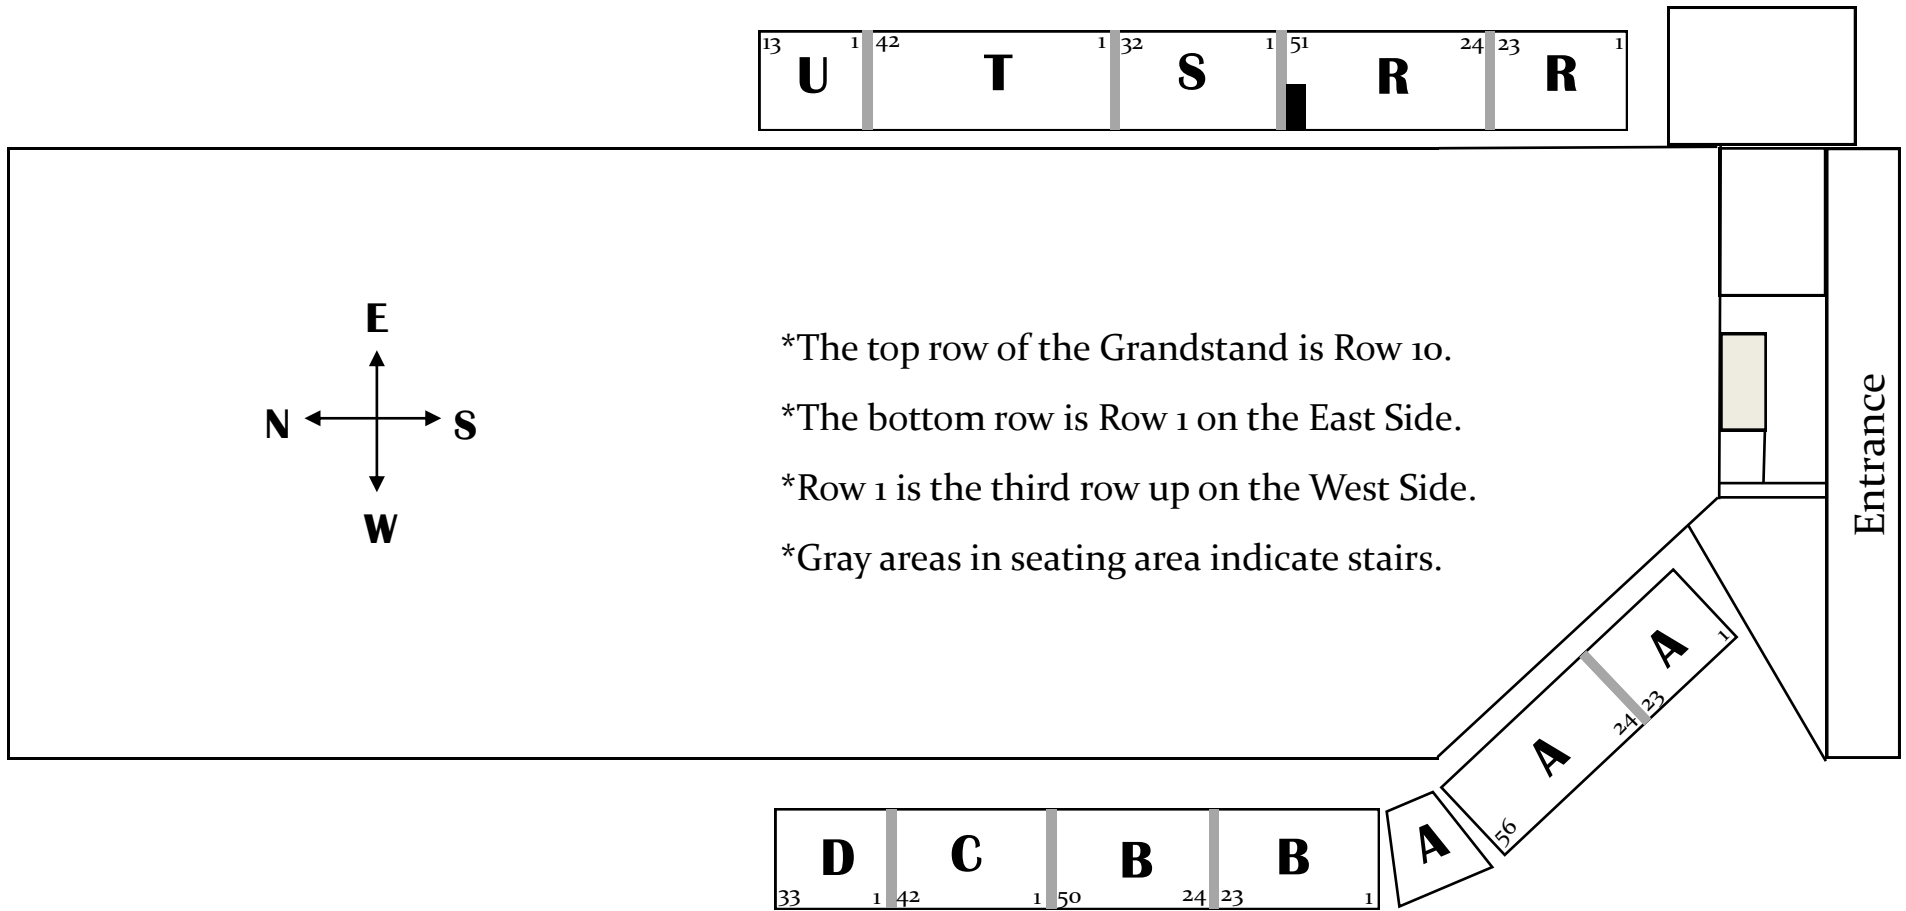 13 1 42 1 32 1 51 24 23 1
U T S R R
E
N S
W
*The top row of the Grandstand is Row 10.
*The bottom row is Row 1 on the East Side.
*Row 1 is the third row up on the West Side.
*Gray areas in seating area indicate stairs.
Entrance
A 1
24 23
A
56
A
D C B B
33 1 42 1 50 24 23 1